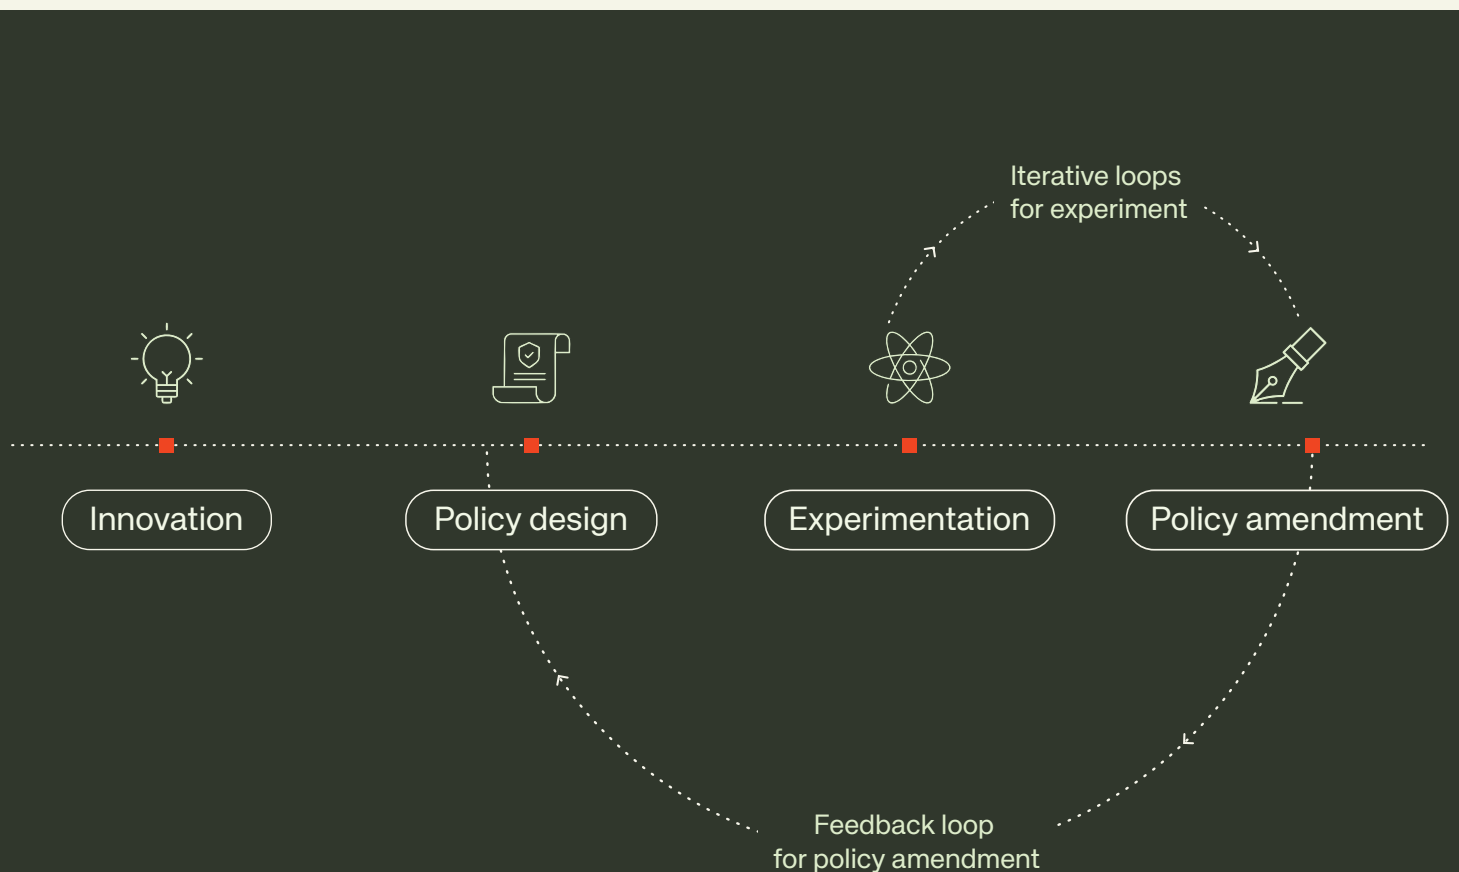 Iterative loops
for experiment
Innovation
Policy design
Experimentation
Policy amendment
Feedback loop
for policy amendment